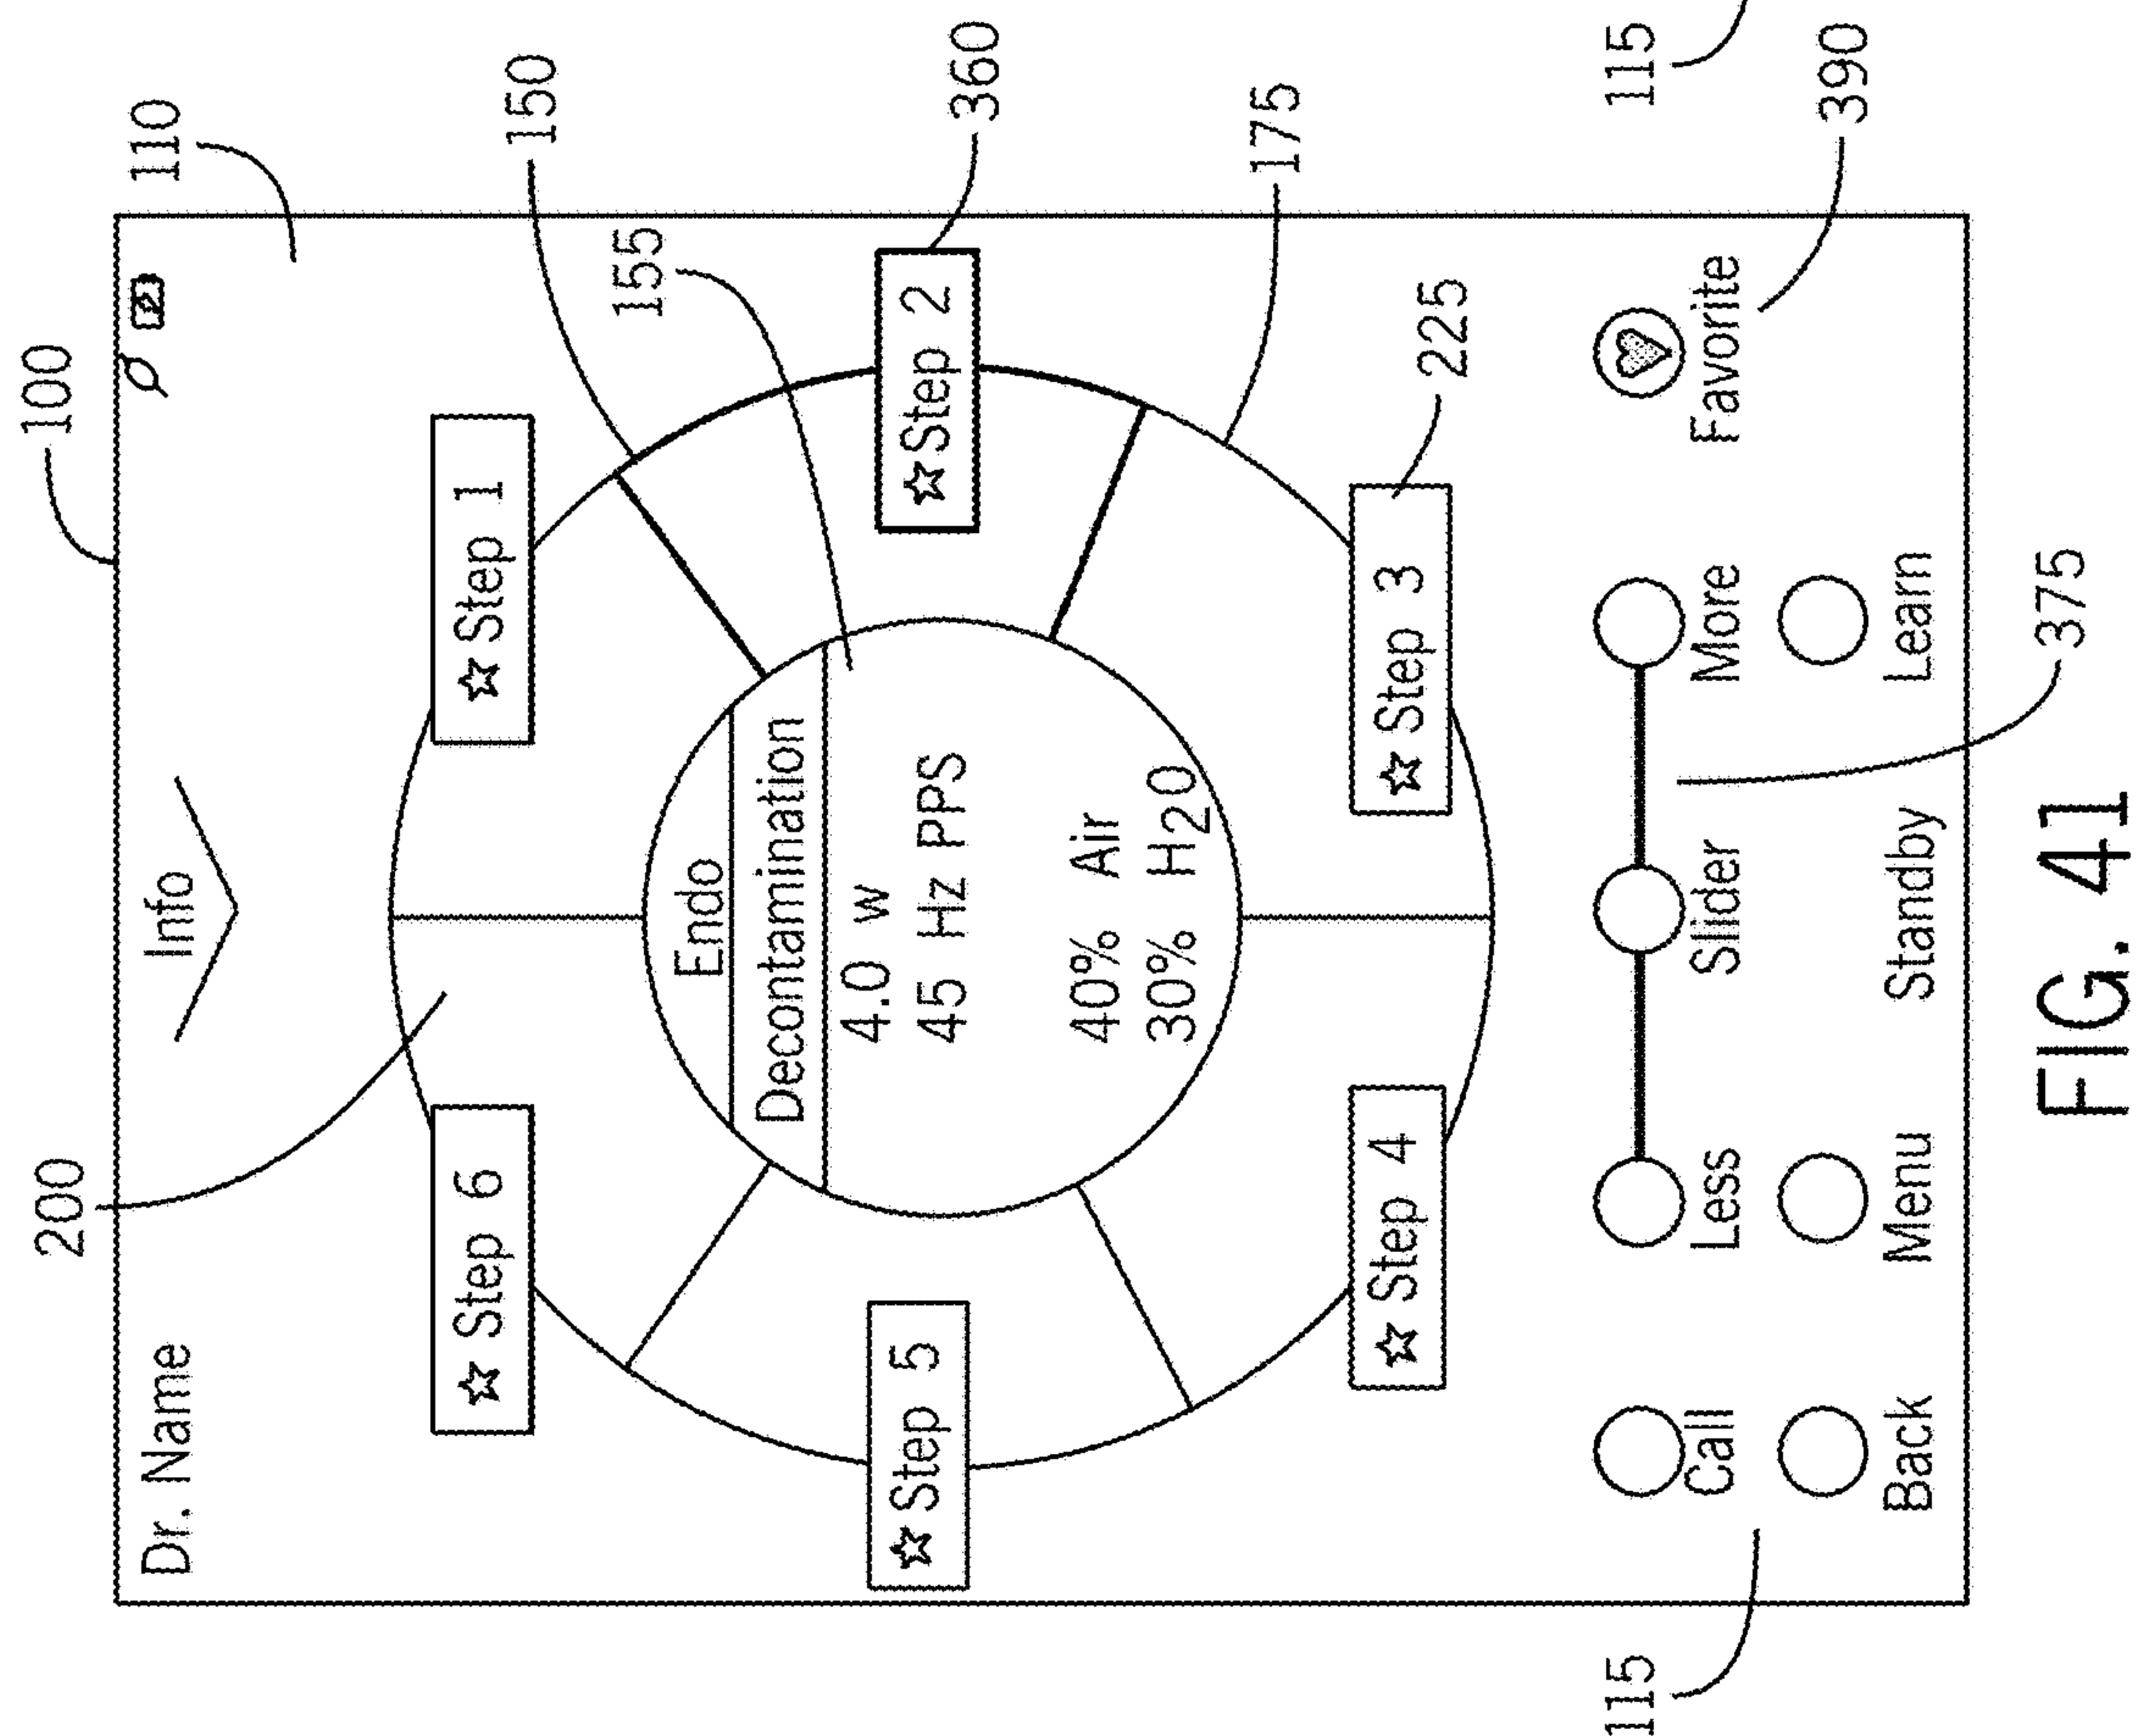 100
110
200
Dr. Name
Info
150
155
☆ Step 6
☆ Step 1
360
Endo
Decontamination
4.0 w
45 Hz PPS
40% Air
30% H2O
☆ Step 5
☆ Step 2
175
☆ Step 4
☆ Step 3
225
115
115
Call
Less
Slider
More
Favorite
390
Back
Menu
Standby
Learn
375
FIG. 41